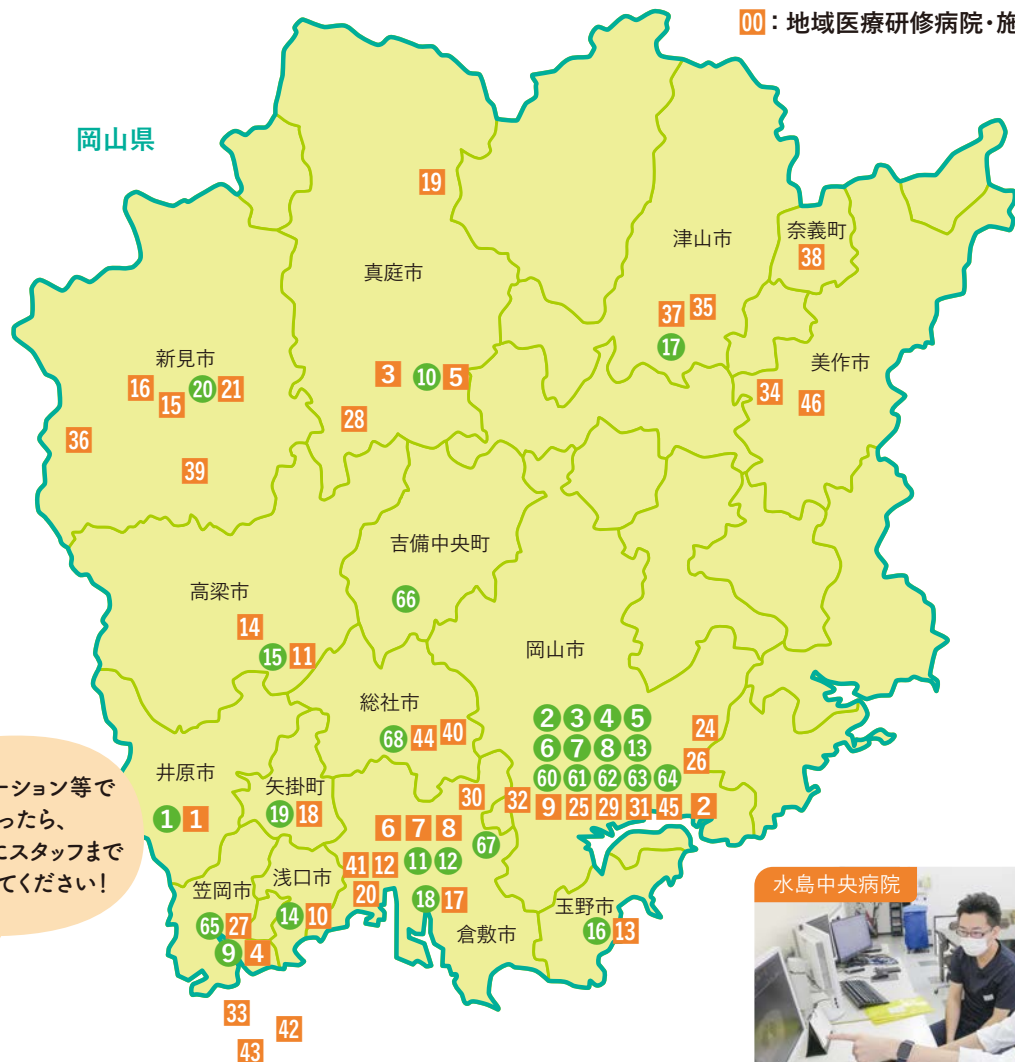 00：地域医療研修病院・施
岡山県
19
津山市
奈義町
38
真庭市
37 35
17
新見市
美作市
16 15 20 21
3 10 5
34 46
28
36
39
吉備中央町
66
高梁市
14
15 11
岡山市
総社市
68 44 40
2 3 4 5
6 7 8 13
60 61 62 63 64
24
26
32 9 25 29 31 45 2
井原市
1 1
矢掛町
19 18
30
6 7 8
67
41 12 11 12
20
18 17
倉敷市
浅口市
14 10
笠岡市
65 27
9 4
玉野市
16 13
33
42
43
ーション等で
ったら、
にスタッフまで
てください！
水島中央病院